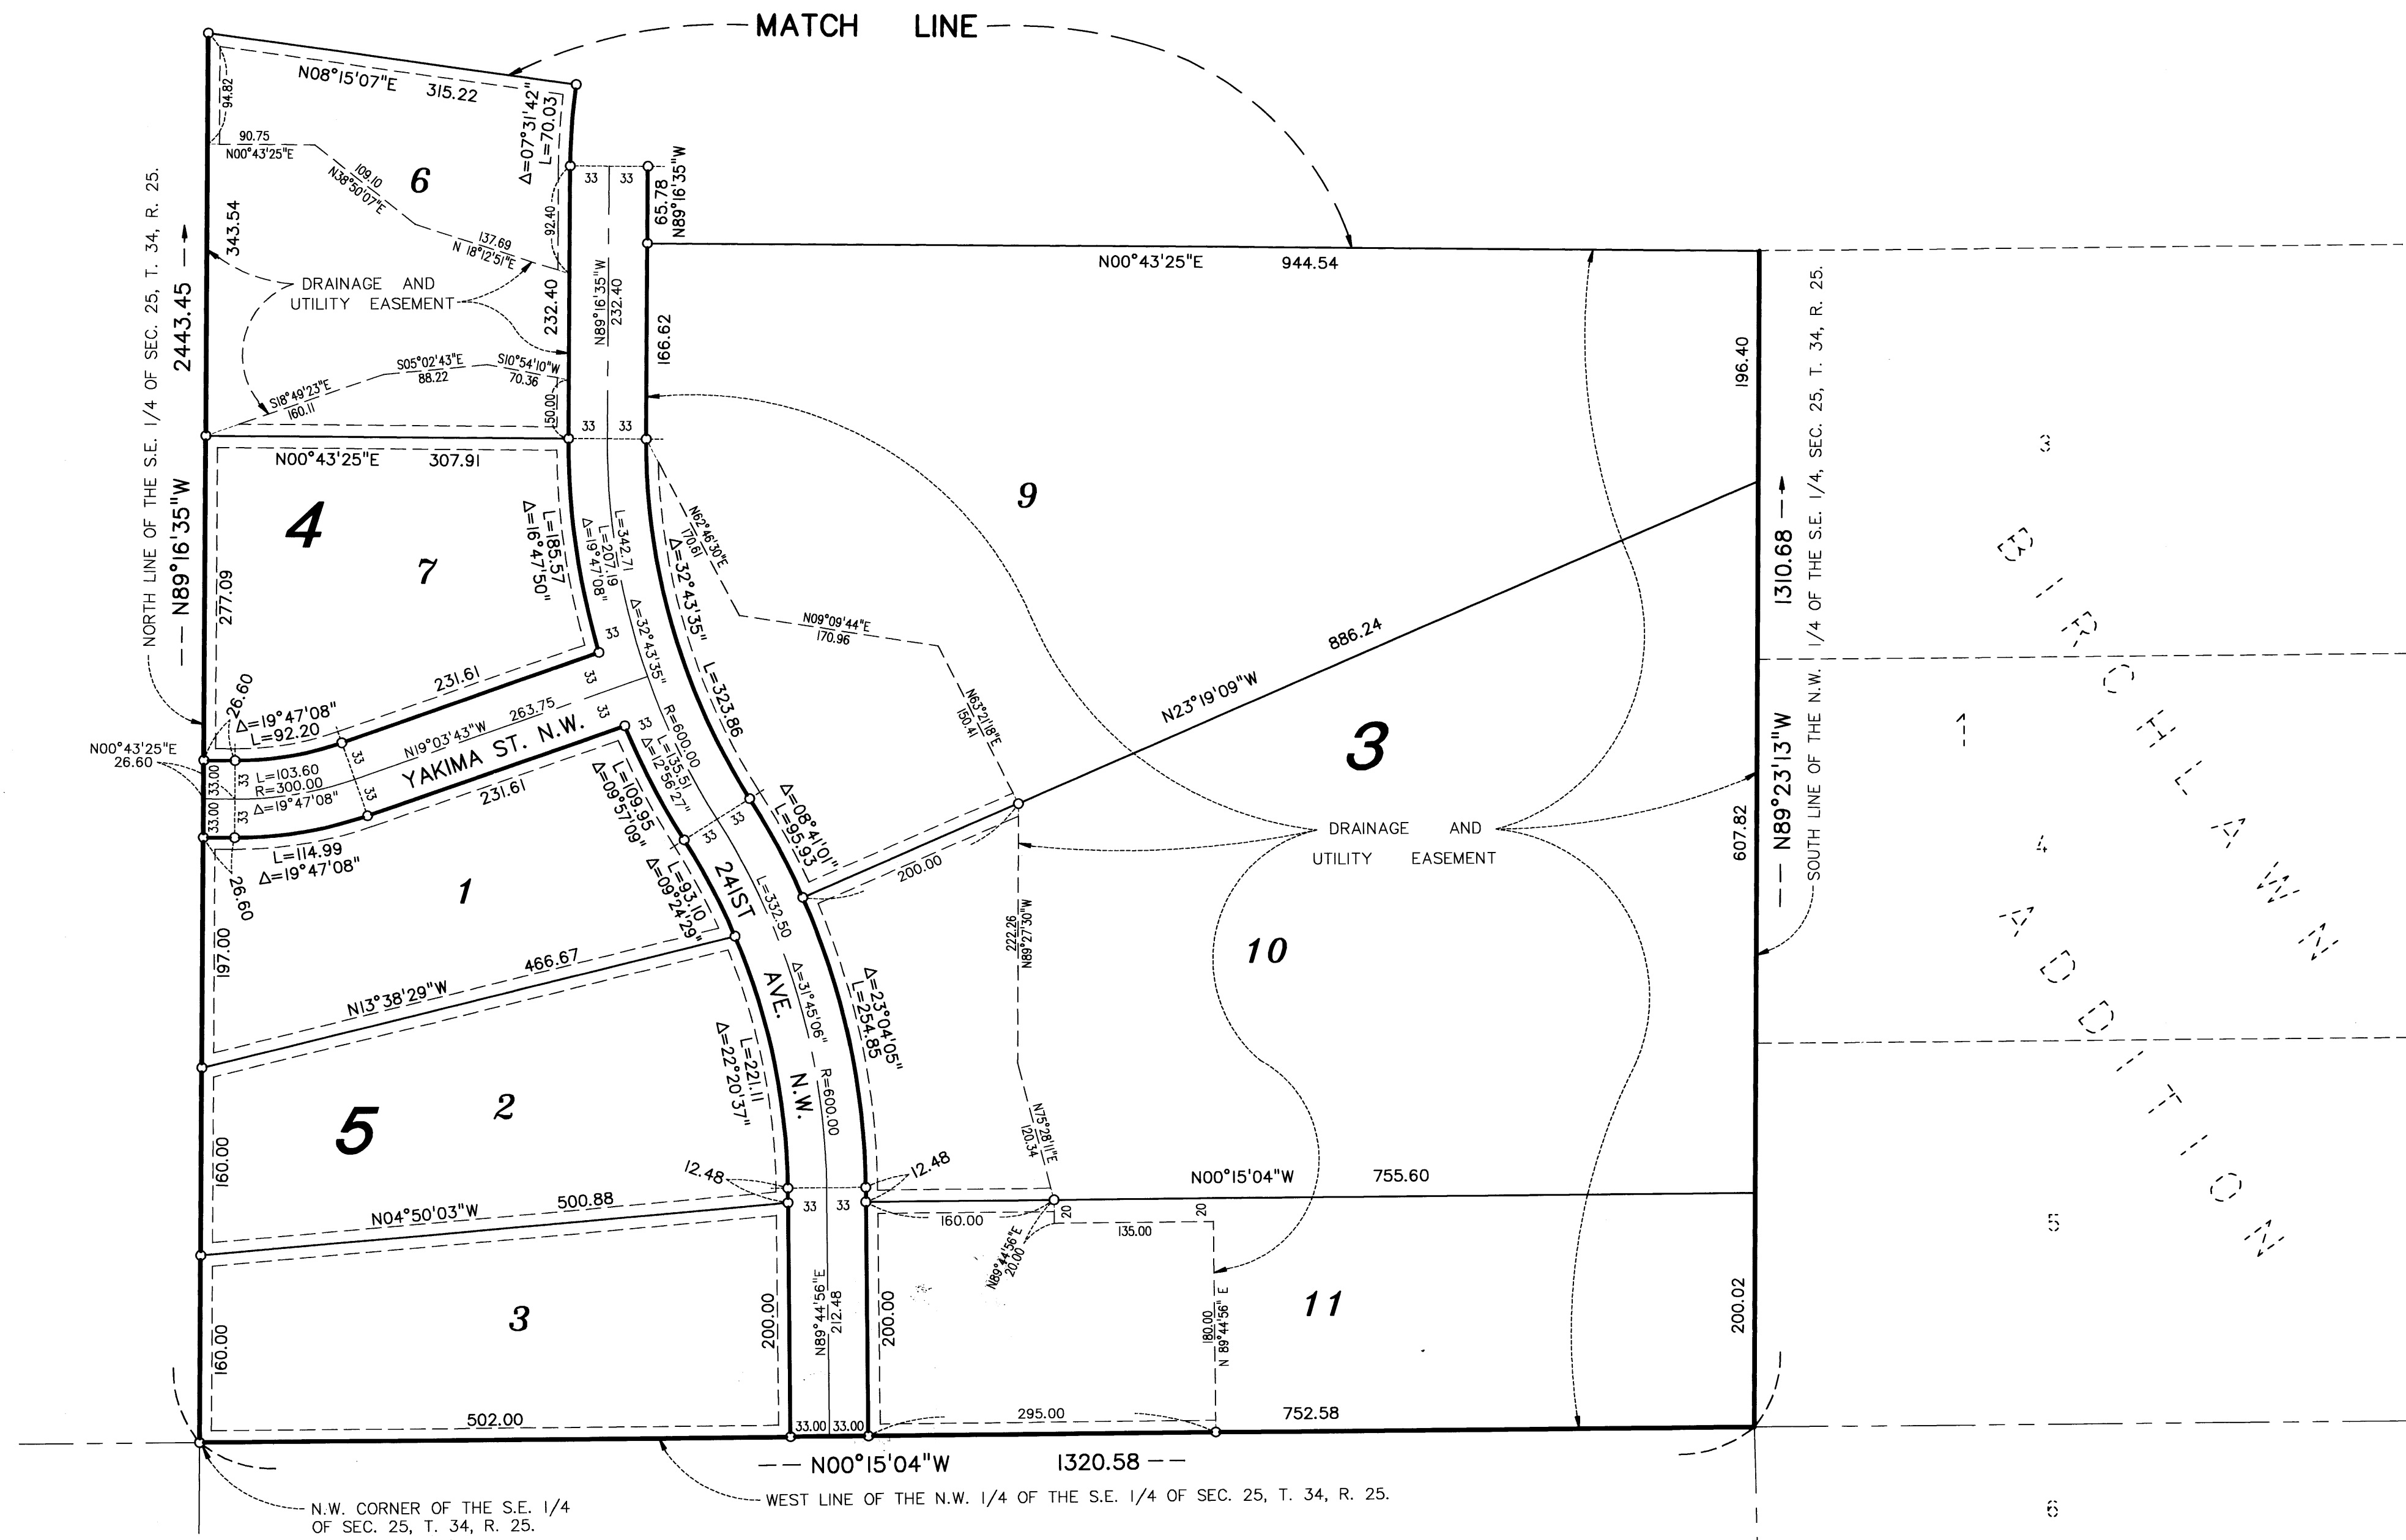 MATCH LINE
N08°15'07"E 315.22
94.82
Δ=07°31'42"
L=70.03
90.75
N00°43'25"E
109.10
N38°50'07"E
6
33 33
65.78
N89°16'35"W
92.40
137.69
N 18°12'51"E
343.54
2443.45
N89°16'35"W
NORTH LINE OF THE S.E. 1/4 OF SEC. 25, T. 34, R. 25.
DRAINAGE AND
UTILITY EASEMENT
232.40
N89°16'35"W
232.40
166.62
N00°43'25"E 944.54
196.40
S18°49'23"E
160.11
S05°02'43"E
88.22
S10°54'10"W
70.36
50.00
33 33
N00°43'25"E 307.91
4
7
277.09
L=185.57
Δ=16°47'50"
L=342.71
L=207.19
Δ=19°47'08"
Δ=32°43'35"
R=600.00
L=135.51
Δ=12°56'27"
Δ=32°43'35"
L=323.86
N62°46'30"E
170.61
N09°09'44"E
170.96
N63°21'18"E
150.41
9
N23°19'09"W 886.24
3
1310.68
N89°23'13"W
SOUTH LINE OF THE N.W. 1/4 OF THE S.E. 1/4, SEC. 25, T. 34, R. 25.
607.82
3
1
4
5
6
BIRCHLAWN
ADDITION
33
33
33
33
231.61
26.60
Δ=19°47'08"
L=92.20
N00°43'25"E
26.60
33.00
33.00
33
33
L=103.60
R=300.00
Δ=19°47'08"
N19°03'43"W 263.75
YAKIMA ST. N.W.
33
33
231.61
L=114.99
Δ=19°47'08"
26.60
1
197.00
L=109.95
Δ=09°57'09"
33 33
L=93.10
Δ=09°24'29"
Δ=08°41'01"
L=95.93
200.00
241ST AVE. N.W.
L=332.50
Δ=31°45'06"
R=600.00
N13°38'29"W 466.67
DRAINAGE AND
UTILITY EASEMENT
222.26
N89°27'30"W
10
Δ=23°04'05"
L=254.85
L=221.11
Δ=22°20'37"
5
2
160.00
12.48
12.48
N75°28'11"E
120.34
N00°15'04"W 755.60
N04°50'03"W 500.88
33 33
160.00
20
20
135.00
N89°44'56"E
20.00
3
160.00
200.00
N89°44'56"E
212.48
200.00
180.00
N 89°44'56" E
11
200.02
502.00
33.00 33.00
295.00
752.58
N00°15'04"W 1320.58
WEST LINE OF THE N.W. 1/4 OF THE S.E. 1/4 OF SEC. 25, T. 34, R. 25.
N.W. CORNER OF THE S.E. 1/4
OF SEC. 25, T. 34, R. 25.